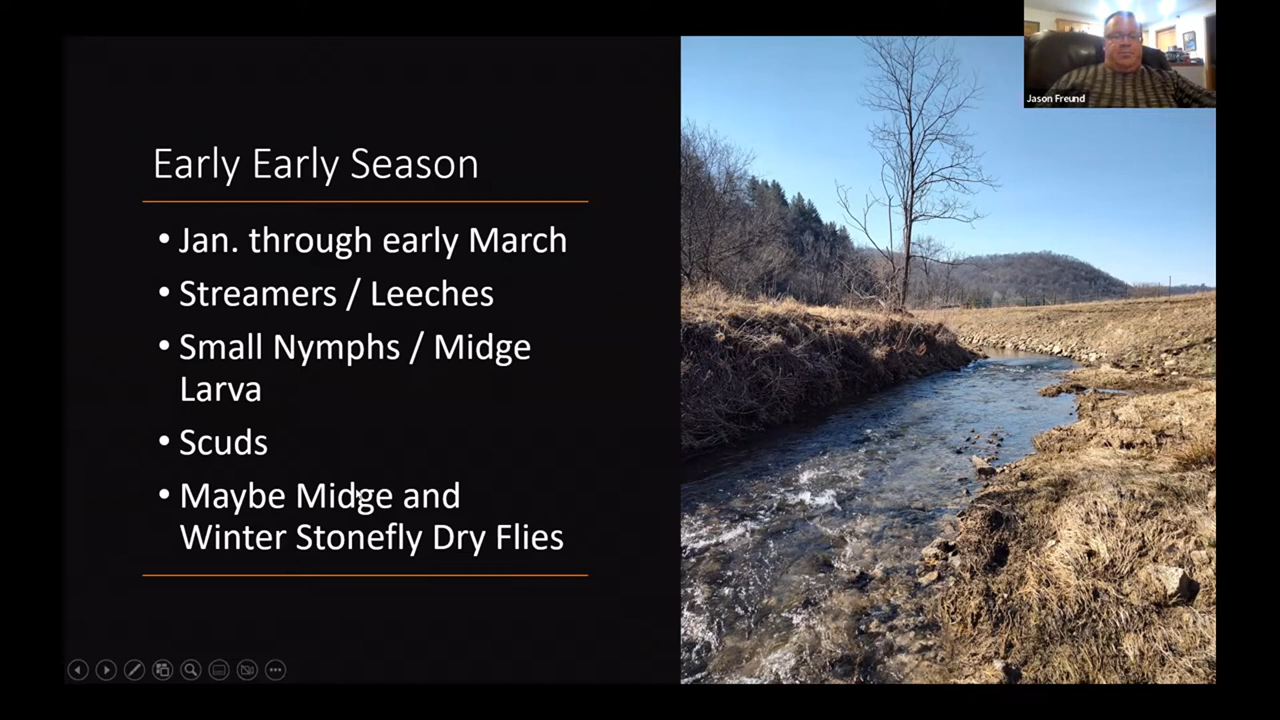 Jason Freund
Early Early Season
• Jan. through early March
• Streamers / Leeches
• Small Nymphs / Midge
Larva
• Scuds
• Maybe Midge and
Winter Stonefly Dry Flies